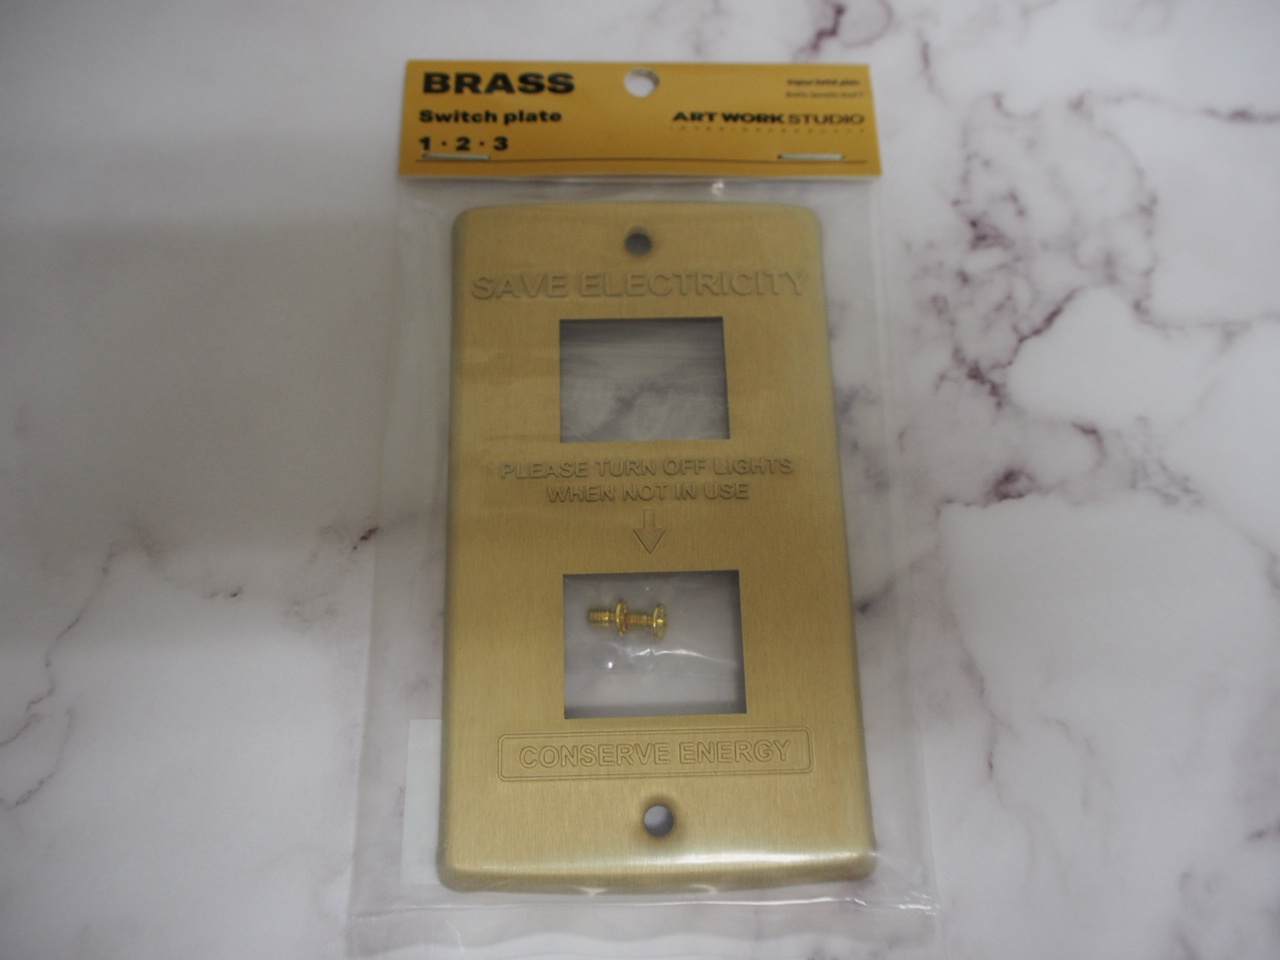 BRASS
Switch plate
1・2・3
ART WORK STUDIO
SAVE ELECTRICITY
PLEASE TURN OFF LIGHTS
WHEN NOT IN USE
CONSERVE ENERGY